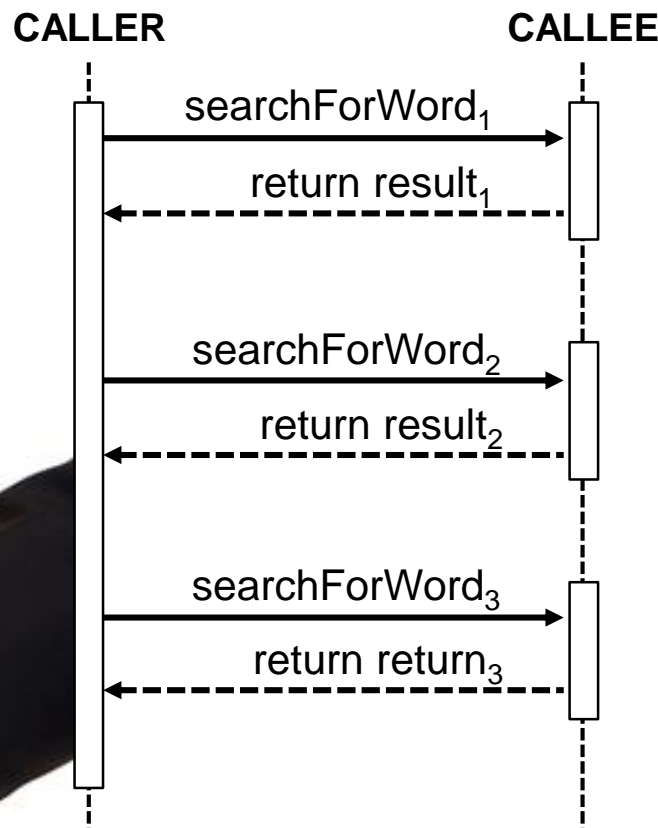 CALLER CALLEE
searchForWord₁
return result₁
searchForWord₂
return result₂
searchForWord₃
return return₃